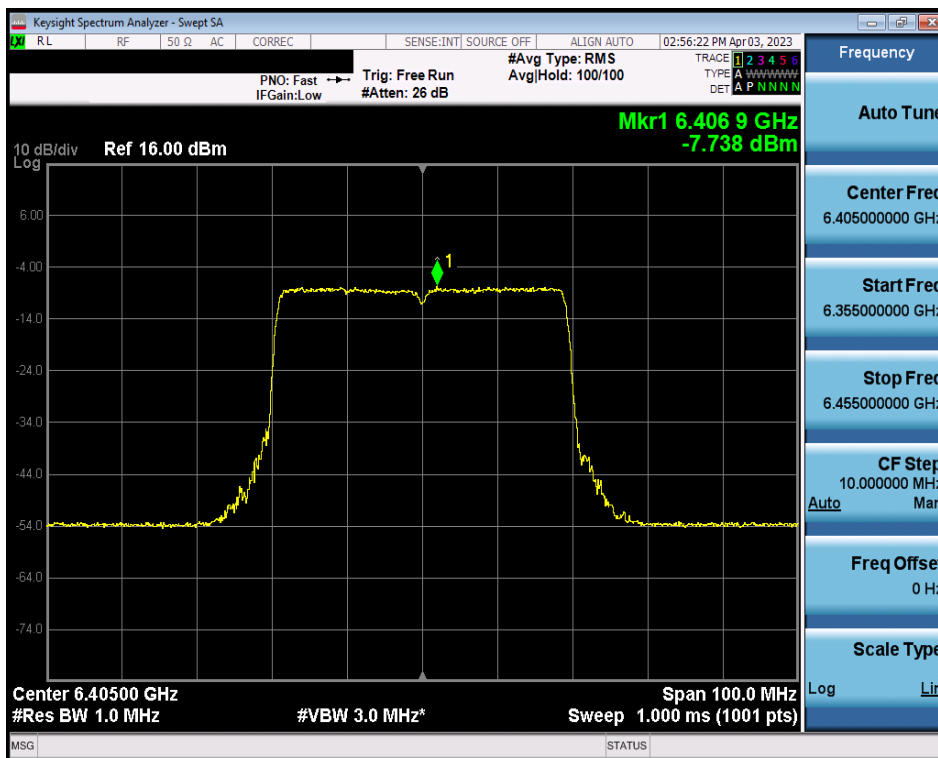 Keysight Spectrum Analyzer - Swept SA
LXI RL RF 50 Ω AC CORREC SENSE:INT SOURCE OFF ALIGN AUTO 02:56:22 PM Apr 03, 2023
#Avg Type: RMS
Avg|Hold: 100/100
PNO: Fast
IFGain:Low
Trig: Free Run
#Atten: 26 dB
TRACE 1 2 3 4 5 6
TYPE A WWWWW
DET A P N N N N
Mkr1 6.406 9 GHz
-7.738 dBm
10 dB/div
Log
Ref 16.00 dBm
6.00
-4.00
-14.0
-24.0
-34.0
-44.0
-54.0
-64.0
-74.0
1
Center 6.40500 GHz
#Res BW 1.0 MHz
#VBW 3.0 MHz*
Span 100.0 MHz
Sweep 1.000 ms (1001 pts)
MSG
STATUS
Frequency
Auto Tune
Center Freq
6.405000000 GHz
Start Freq
6.355000000 GHz
Stop Freq
6.455000000 GHz
CF Step
10.000000 MHz
Auto Man
Freq Offset
0 Hz
Scale Type
Log Lin